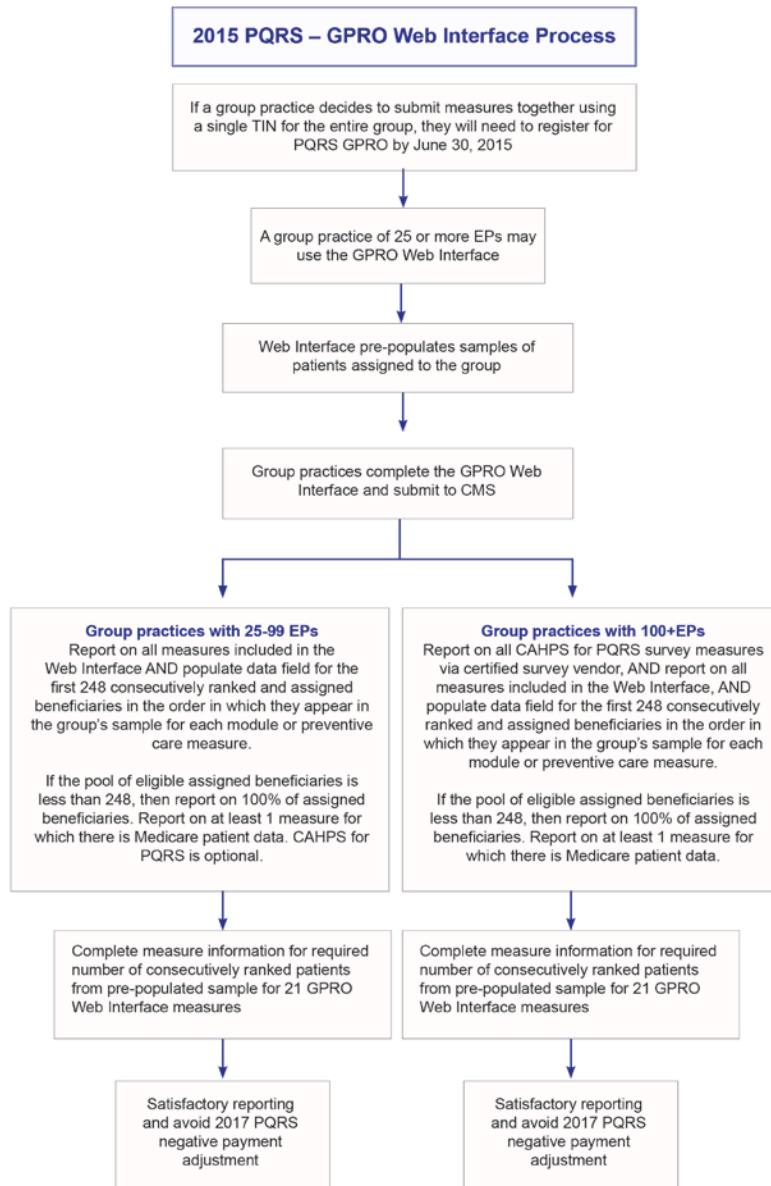 2015 PQRS – GPRO Web Interface Process
If a group practice decides to submit measures together using
a single TIN for the entire group, they will need to register for
PQRS GPRO by June 30, 2015
A group practice of 25 or more EPs may
use the GPRO Web Interface
Web Interface pre-populates samples of
patients assigned to the group
Group practices complete the GPRO Web
Interface and submit to CMS
Group practices with 25-99 EPs
Report on all measures included in the
Web Interface AND populate data field for the
first 248 consecutively ranked and assigned
beneficiaries in the order in which they appear
in the group's sample for each module or preventive
care measure.
If the pool of eligible assigned beneficiaries is
less than 248, then report on 100% of assigned
beneficiaries. Report on at least 1 measure for
which there is Medicare patient data. CAHPS for
PQRS is optional.
Complete measure information for required
number of consecutively ranked patients
from pre-populated sample for 21 GPRO
Web Interface measures
Satisfactory reporting
and avoid 2017 PQRS
negative payment
adjustment
Group practices with 100+EPs
Report on all CAHPS for PQRS survey measures
via certified survey vendor, AND report on all
measures included in the Web Interface, AND
populate data field for the first 248 consecutively
ranked and assigned beneficiaries in the order in
which they appear in the group's sample for each
module or preventive care measure.
If the pool of eligible assigned beneficiaries is
less than 248, then report on 100% of assigned
beneficiaries. Report on at least 1 measure for
which there is Medicare patient data.
Complete measure information for required
number of consecutively ranked patients
from pre-populated sample for 21 GPRO
Web Interface measures
Satisfactory reporting
and avoid 2017 PQRS
negative payment
adjustment